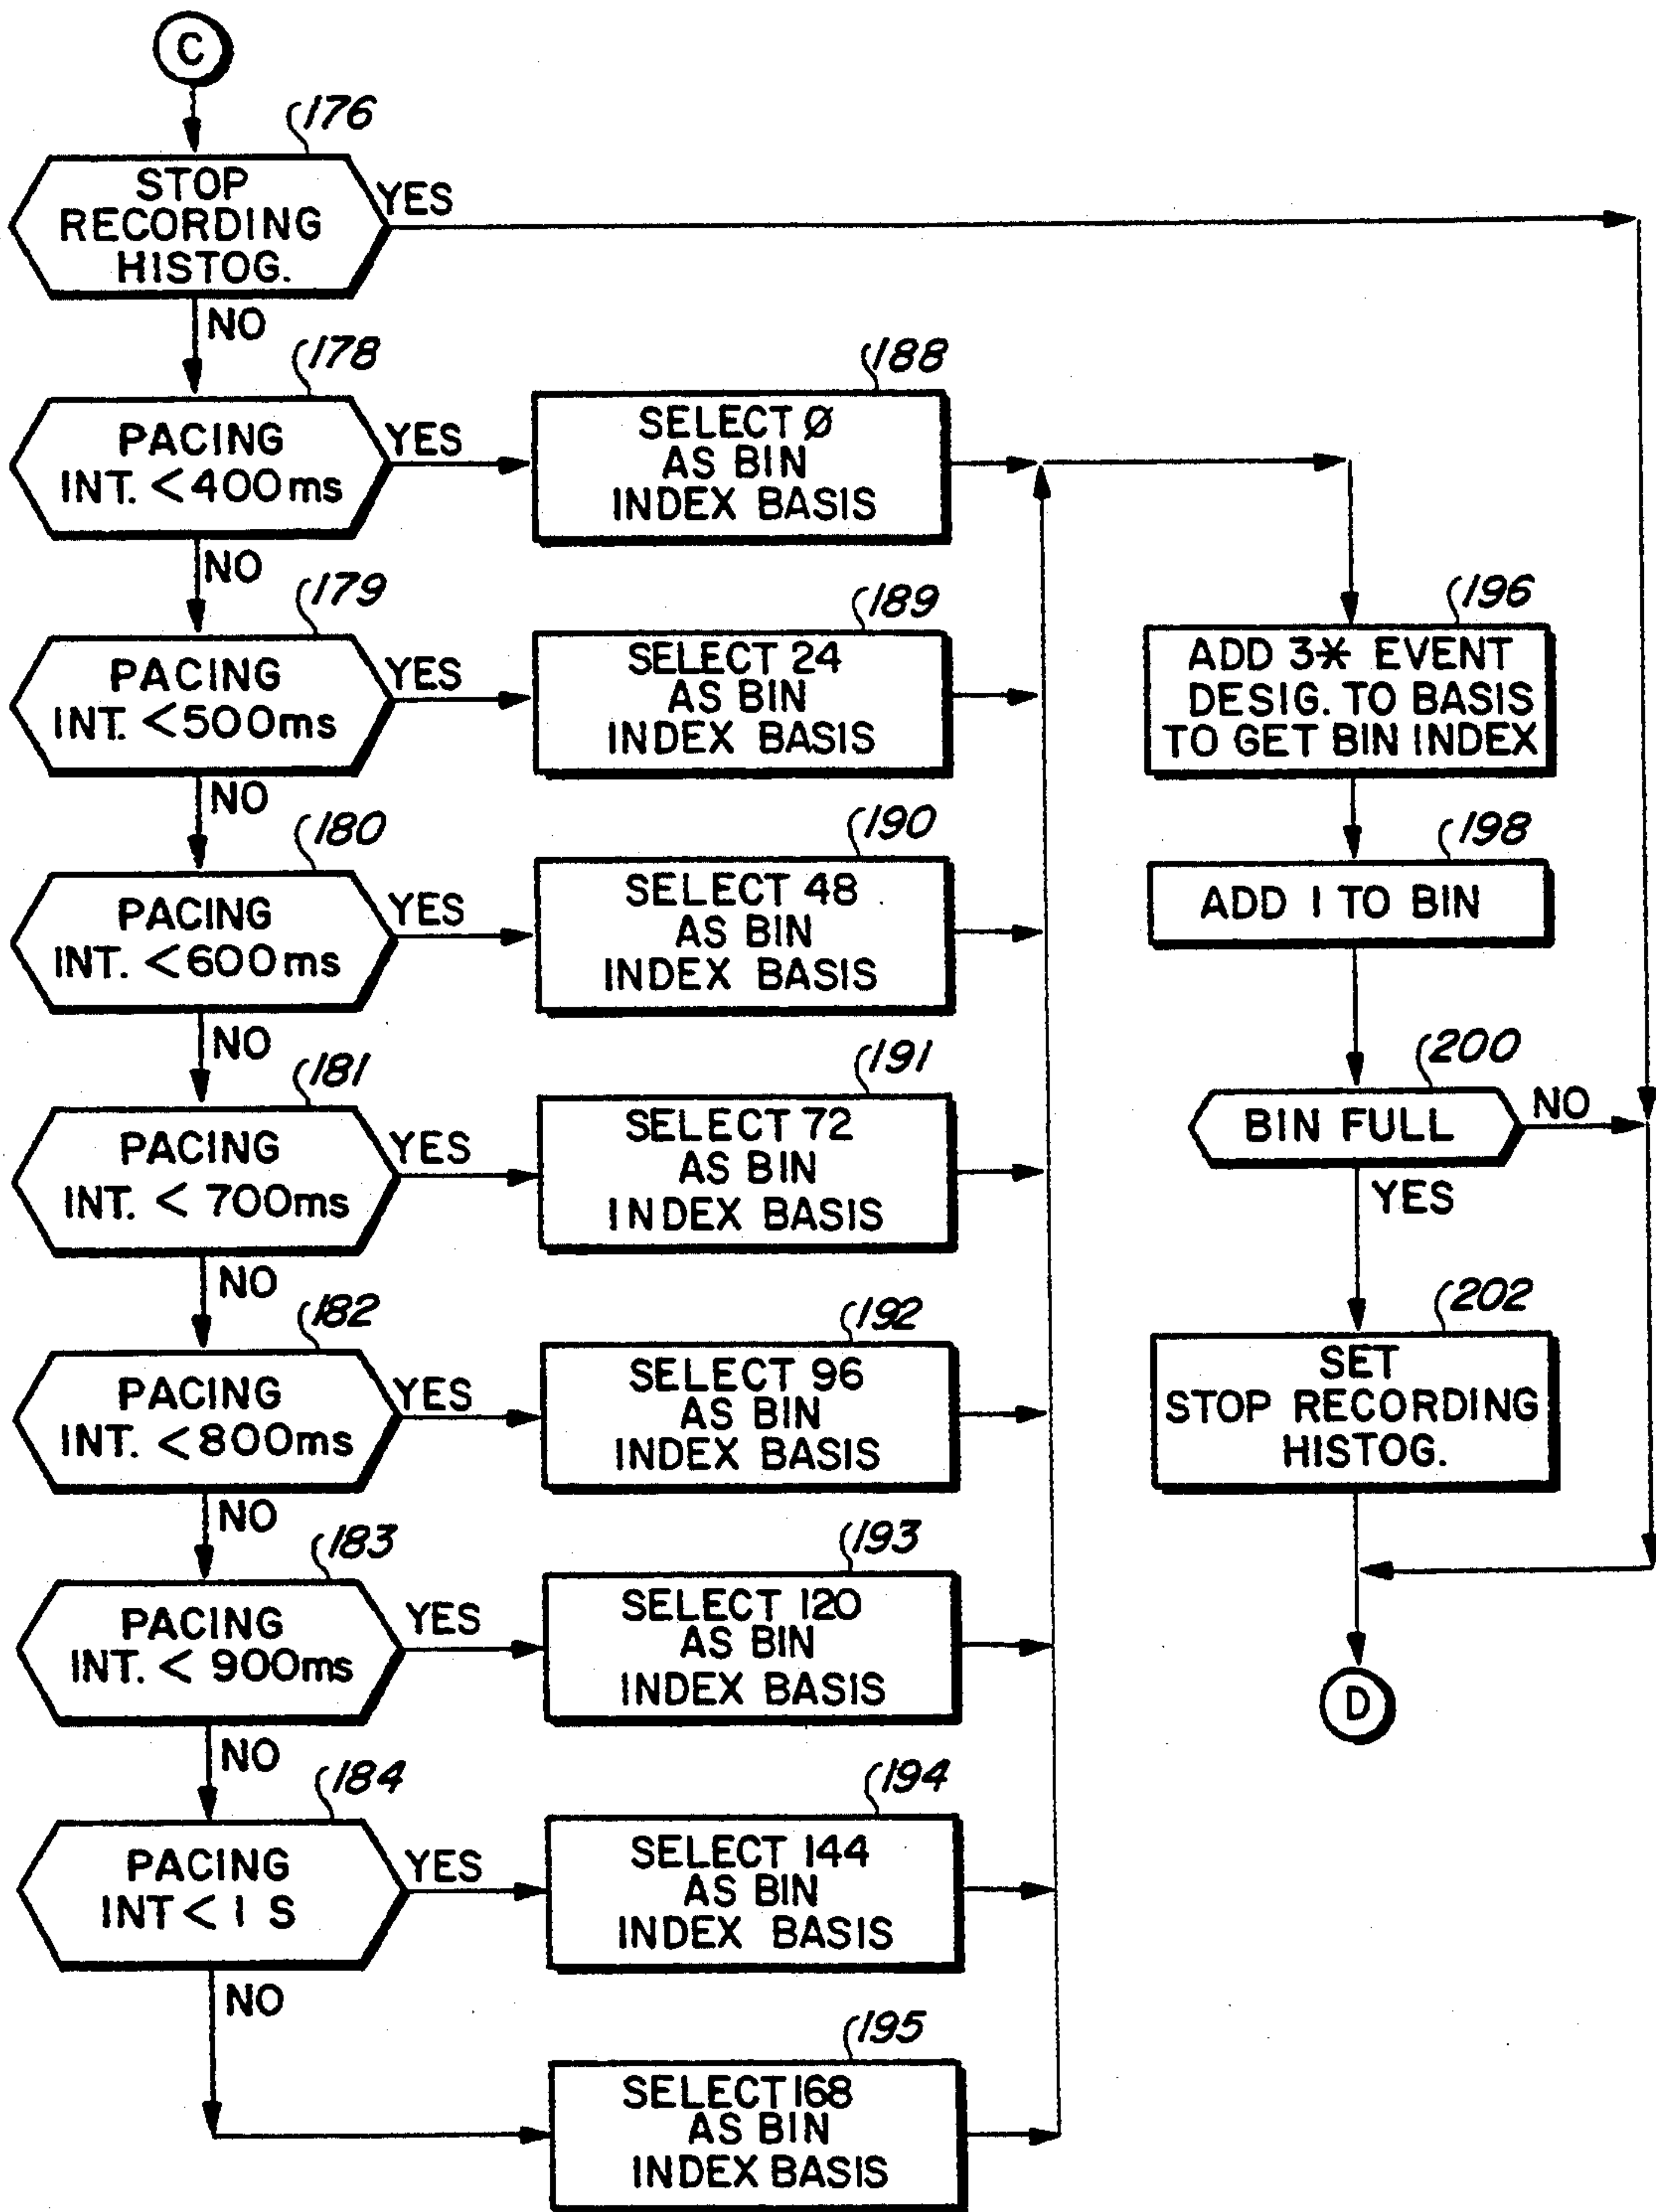 C
176
STOP
RECORDING
HISTOG.
YES
NO
178
PACING
INT. <400ms
YES
NO
188
SELECT Ø
AS BIN
INDEX BASIS
179
PACING
INT. <500ms
YES
NO
189
SELECT 24
AS BIN
INDEX BASIS
180
PACING
INT. <600ms
YES
NO
190
SELECT 48
AS BIN
INDEX BASIS
181
PACING
INT. < 700ms
YES
NO
191
SELECT 72
AS BIN
INDEX BASIS
182
PACING
INT. <800ms
YES
NO
192
SELECT 96
AS BIN
INDEX BASIS
183
PACING
INT. < 900ms
YES
NO
193
SELECT 120
AS BIN
INDEX BASIS
184
PACING
INT < 1 S
YES
NO
194
SELECT 144
AS BIN
INDEX BASIS
195
SELECT 168
AS BIN
INDEX BASIS
196
ADD 3* EVENT
DESIG. TO BASIS
TO GET BIN INDEX
198
ADD 1 TO BIN
200
BIN FULL
NO
YES
202
SET
STOP RECORDING
HISTOG.
D